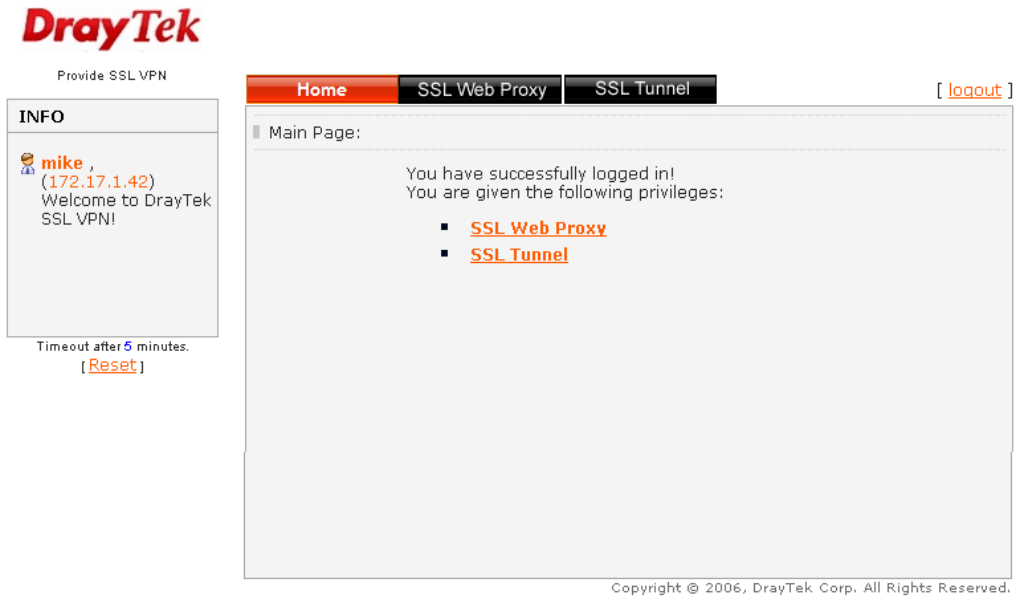 DrayTek
Provide SSL VPN
Home
SSL Web Proxy
SSL Tunnel
[ logout ]
INFO
mike ,
(172.17.1.42)
Welcome to DrayTek
SSL VPN!
Timeout after 5 minutes.
[ Reset ]
Main Page:
You have successfully logged in!
You are given the following privileges:
SSL Web Proxy
SSL Tunnel
Copyright © 2006, DrayTek Corp. All Rights Reserved.